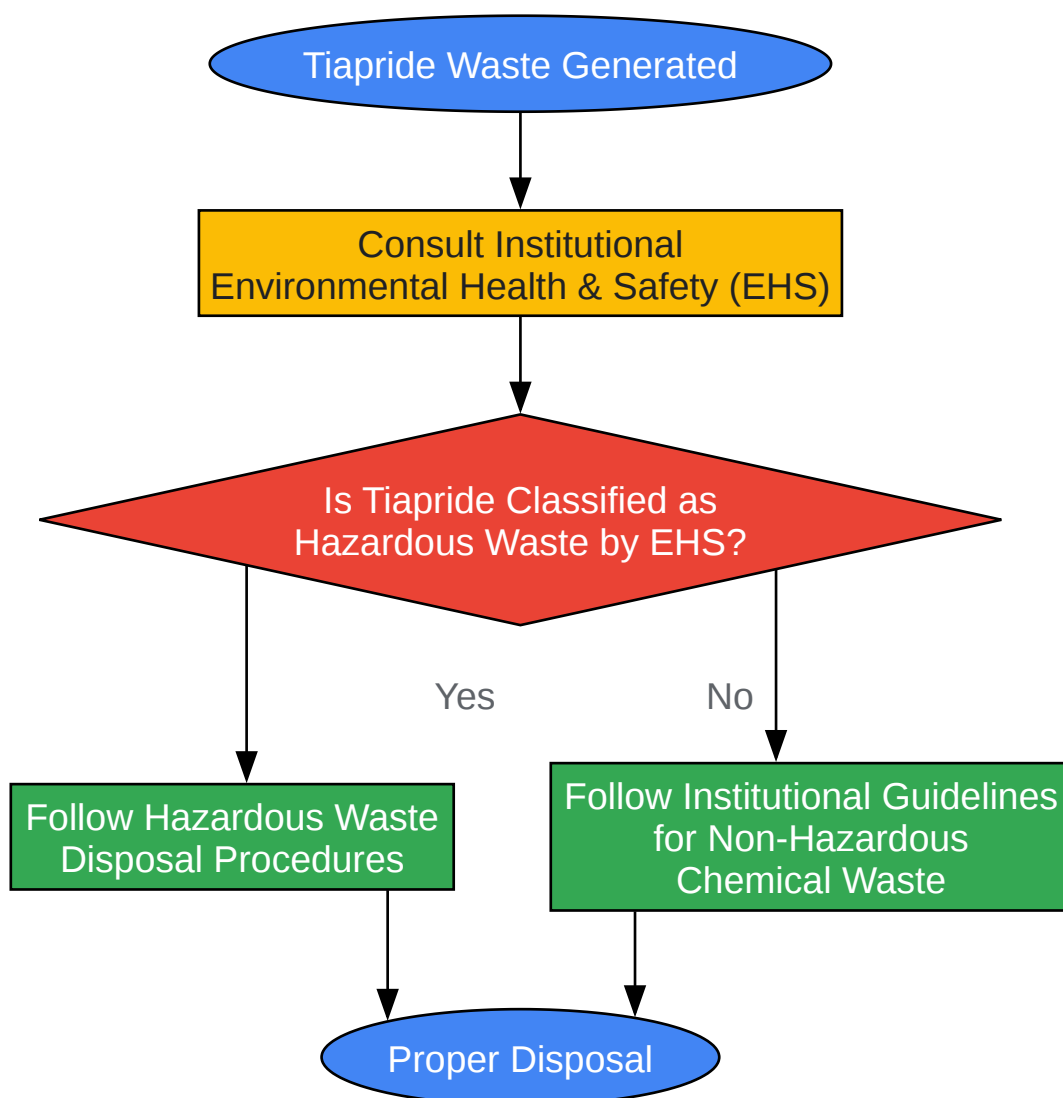 Tiapride Waste Generated
Consult Institutional
Environmental Health & Safety (EHS)
Is Tiapride Classified as
Hazardous Waste by EHS?
Yes
No
Follow Hazardous Waste
Disposal Procedures
Follow Institutional Guidelines
for Non-Hazardous
Chemical Waste
Proper Disposal